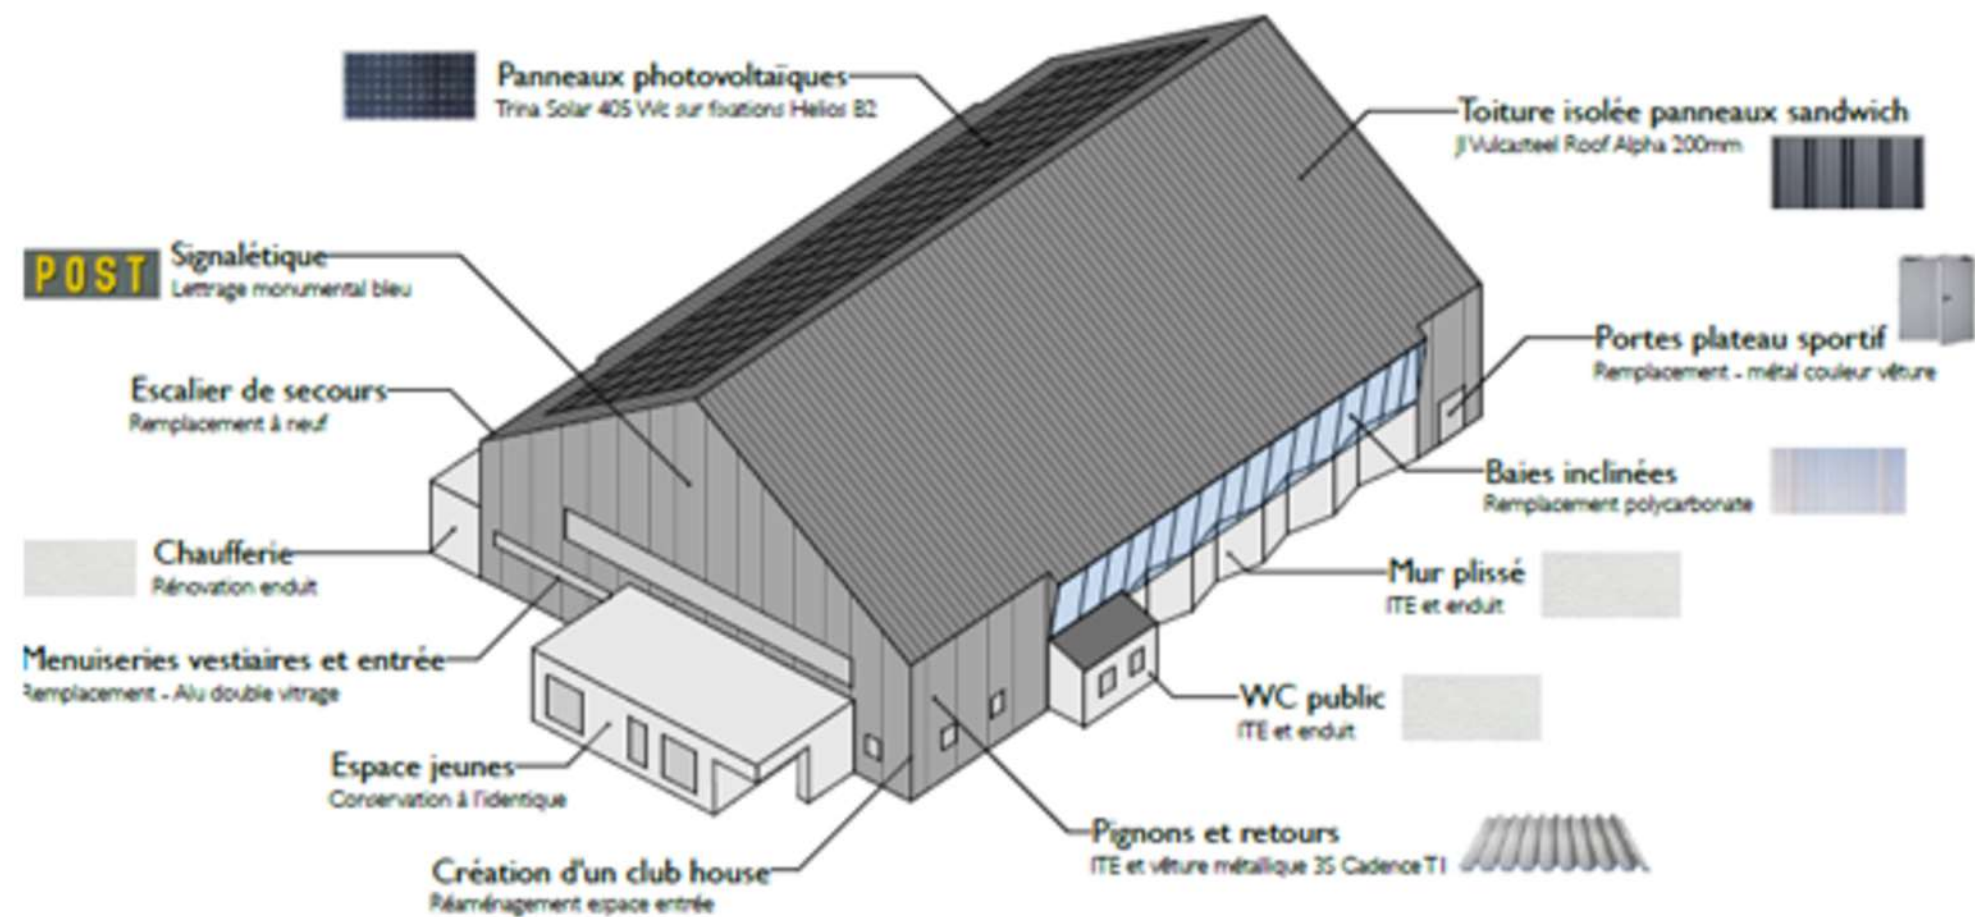 Panneaux photovoltaïques
Trina Solar 405 Wc sur fixations Helios B2
Toiture isolée panneaux sandwich
JI Vulcasteel Roof Alpha 200mm
POST
Signalétique
Lettrage monumental bleu
Portes plateau sportif
Remplacement - métal couleur vêture
Escalier de secours
Remplacement à neuf
Baies inclinées
Remplacement polycarbonate
Chaufferie
Rénovation enduit
Mur plissé
ITE et enduit
Menuiseries vestiaires et entrée
Remplacement - Alu double vitrage
WC public
ITE et enduit
Espace jeunes
Conservation à l'identique
Pignons et retours
ITE et vêture métallique 3S Cadence T1
Création d'un club house
Réaménagement espace entrée